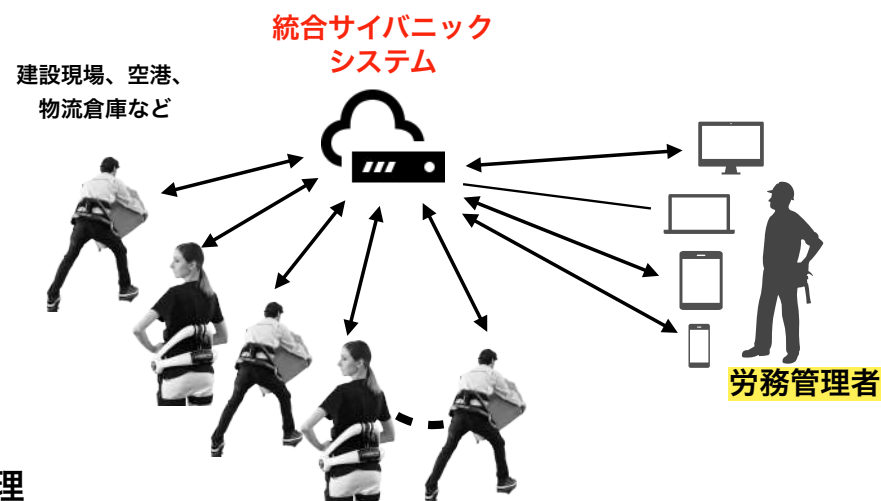 統合サイバニック
システム
建設現場、空港、
物流倉庫など
労務管理者
理